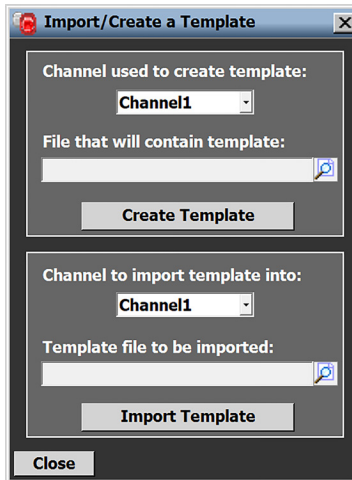 Import/Create a Template
Channel used to create template:
Channel1
File that will contain template:
Create Template
Channel to import template into:
Channel1
Template file to be imported:
Import Template
Close